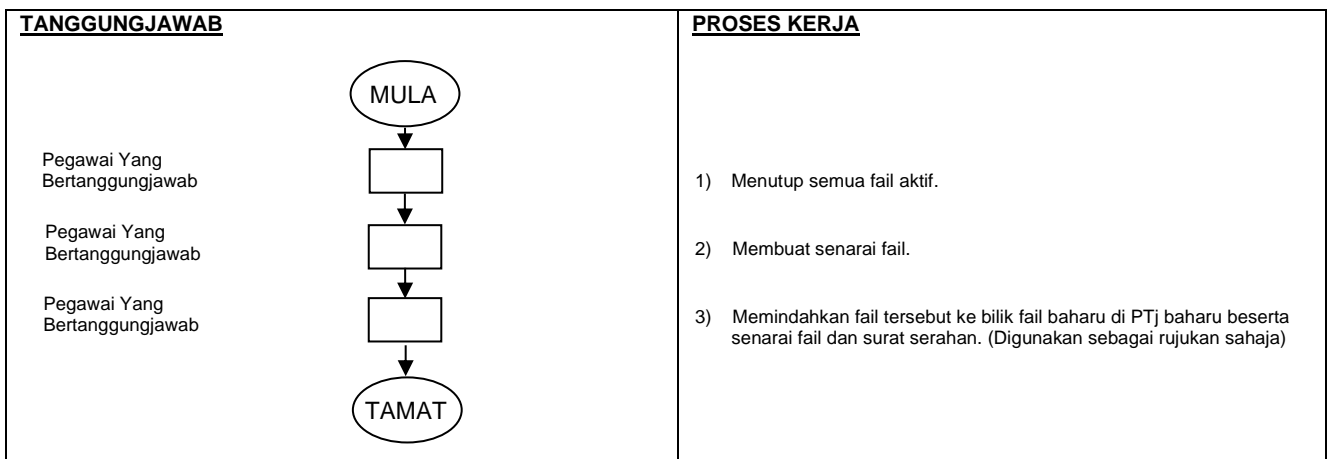 TANGGUNGJAWAB
PROSES KERJA
MULA
Pegawai Yang
Bertanggungjawab
1) Menutup semua fail aktif.
Pegawai Yang
Bertanggungjawab
2) Membuat senarai fail.
Pegawai Yang
Bertanggungjawab
3) Memindahkan fail tersebut ke bilik fail baharu di PTj baharu beserta
senarai fail dan surat serahan. (Digunakan sebagai rujukan sahaja)
TAMAT